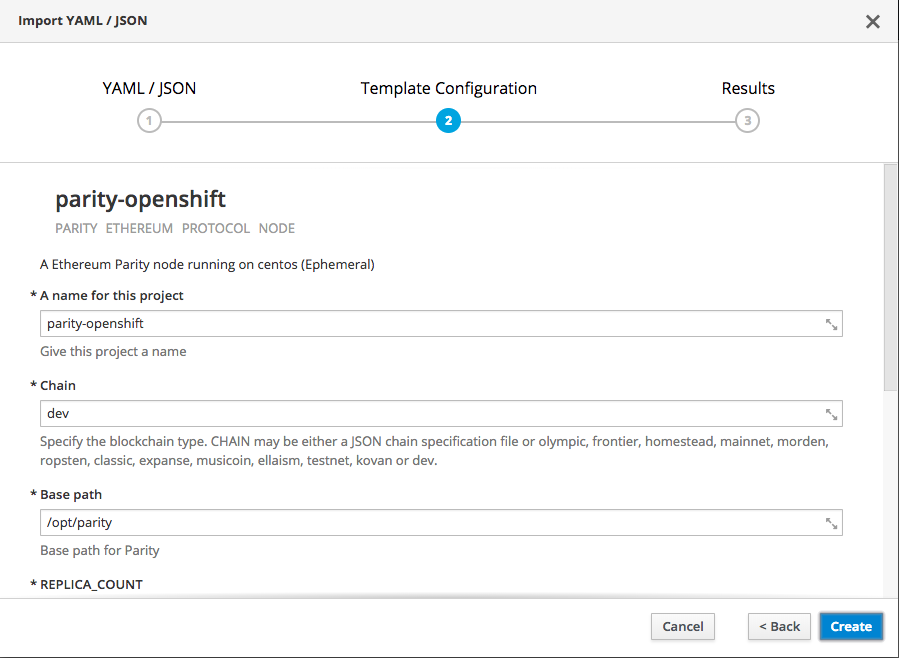 Import YAML / JSON
YAML / JSON
Template Configuration
Results
1
2
3
parity-openshift
PARITY ETHEREUM PROTOCOL NODE
A Ethereum Parity node running on centos (Ephemeral)
* A name for this project
parity-openshift
Give this project a name
* Chain
dev
Specify the blockchain type. CHAIN may be either a JSON chain specification file or olympic, frontier, homestead, mainnet, morden,
ropsten, classic, expanse, musicoin, ellaism, testnet, kovan or dev.
* Base path
/opt/parity
Base path for Parity
* REPLICA_COUNT
Cancel
< Back
Create